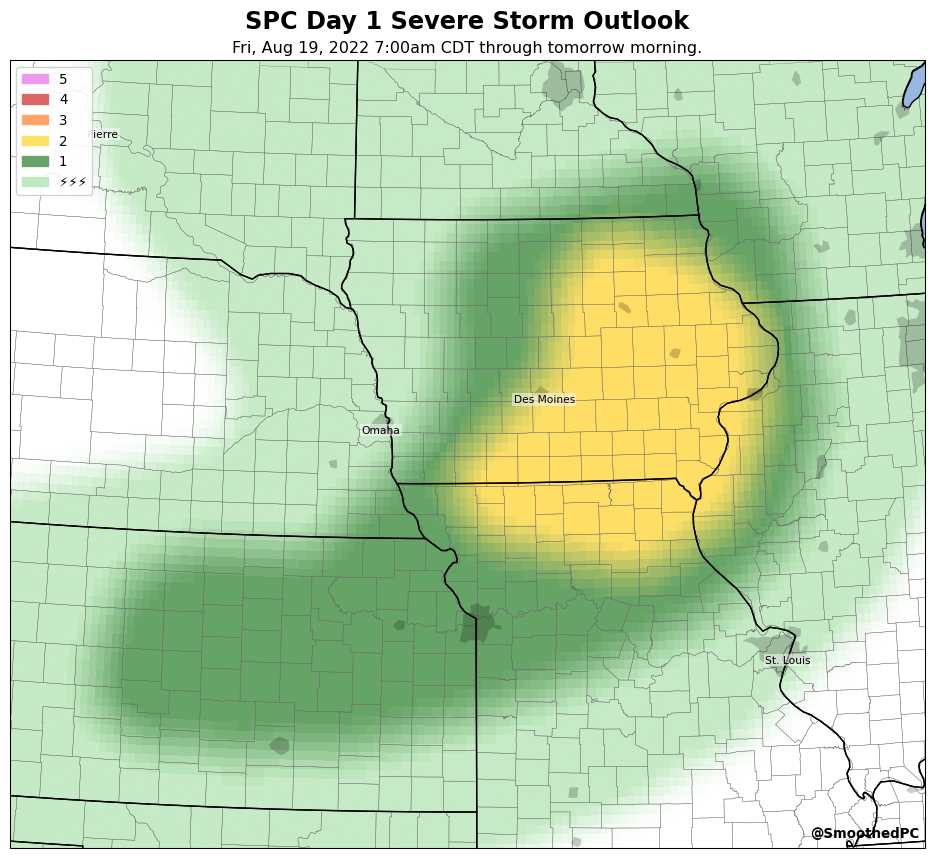 SPC Day 1 Severe Storm Outlook
Fri, Aug 19, 2022 7:00am CDT through tomorrow morning.
5
4
3
2
1
⚡⚡⚡
Pierre
Des Moines
Omaha
St. Louis
@SmoothedPC